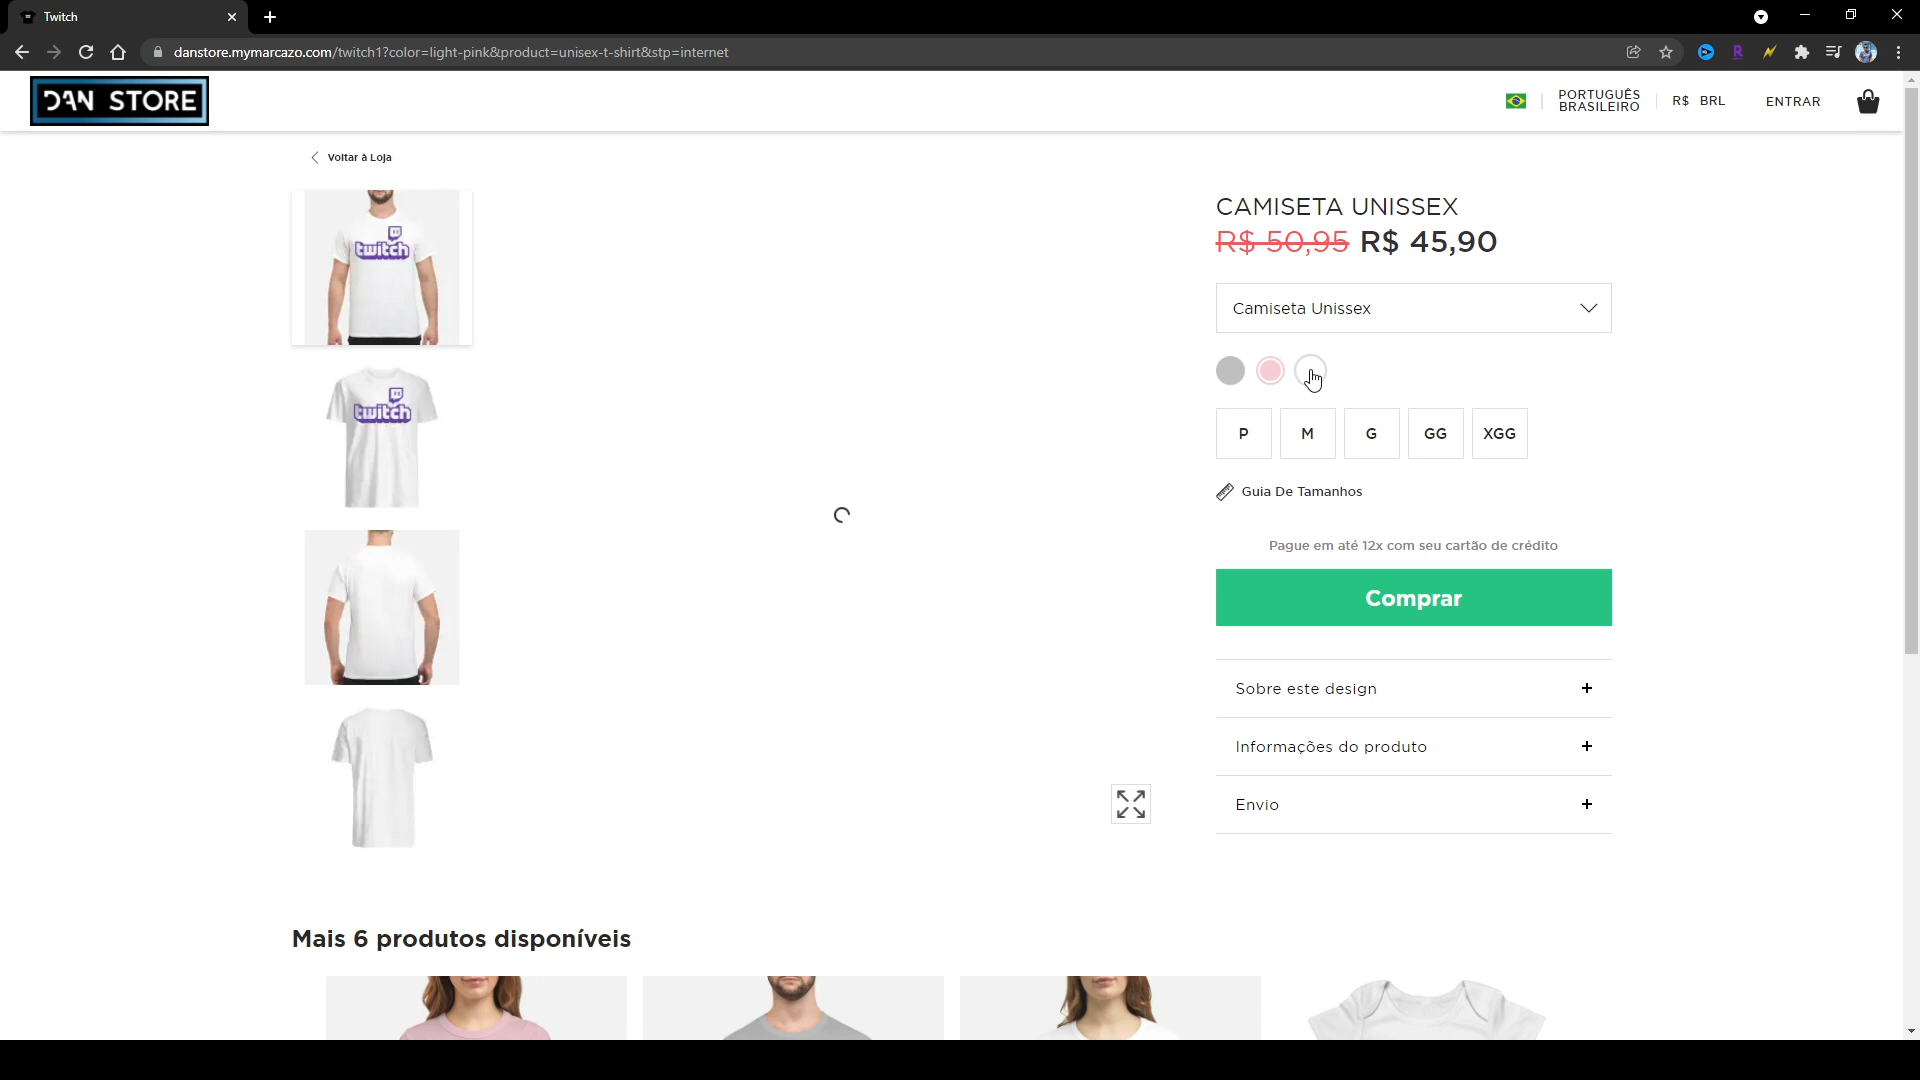 Twitch
danstore.mymarcazo.com/twitch1?color=light-pink&product=unisex-t-shirt&stp=internet
DAN STORE
PORTUGUÊS
BRASILEIRO
R$ BRL
ENTRAR
Voltar à Loja
twitch
twitch
CAMISETA UNISSEX
R$ 50,95 R$ 45,90
Camiseta Unissex
P M G GG XGG
Guia De Tamanhos
Pague em até 12x com seu cartão de crédito
Comprar
Sobre este design +
Informações do produto +
Envio +
Mais 6 produtos disponíveis